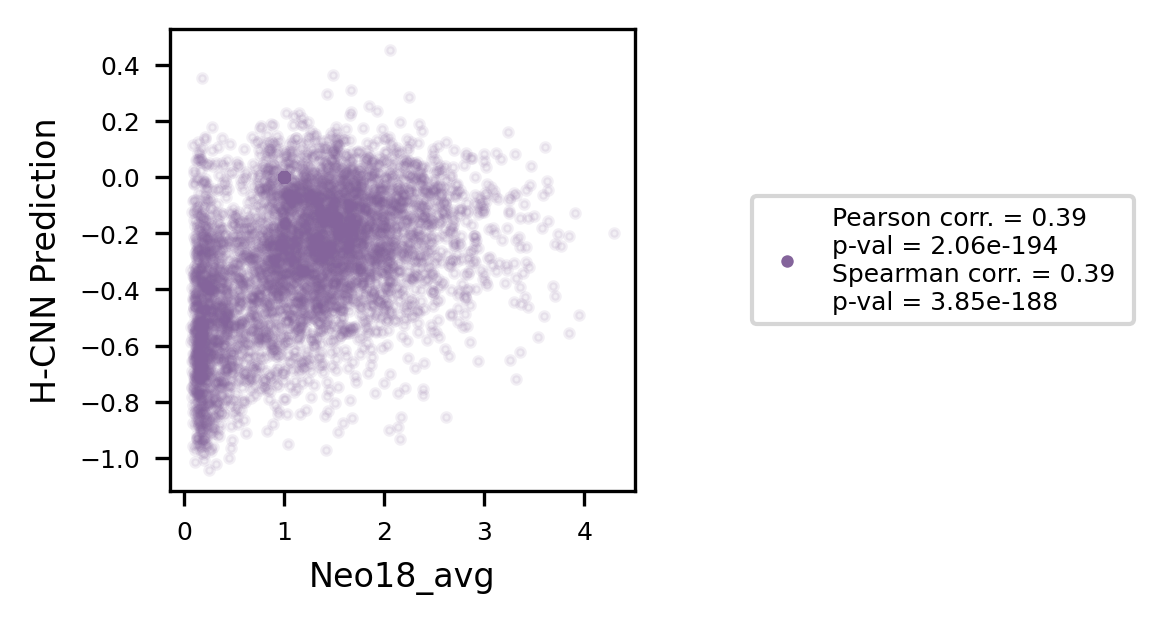 0.4
0.2
0.0
−0.2
−0.4
−0.6
−0.8
−1.0
H-CNN Prediction
0
1
2
3
4
Neo18_avg
Pearson corr. = 0.39
p-val = 2.06e-194
Spearman corr. = 0.39
p-val = 3.85e-188